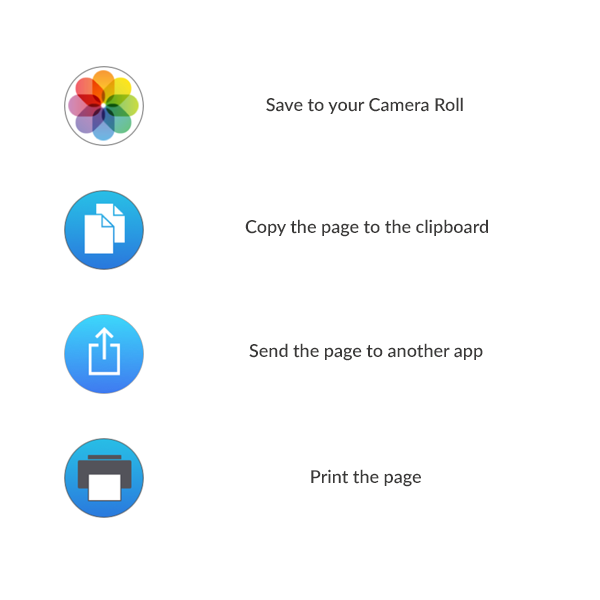 Save to your Camera Roll
Copy the page to the clipboard
Send the page to another app
Print the page